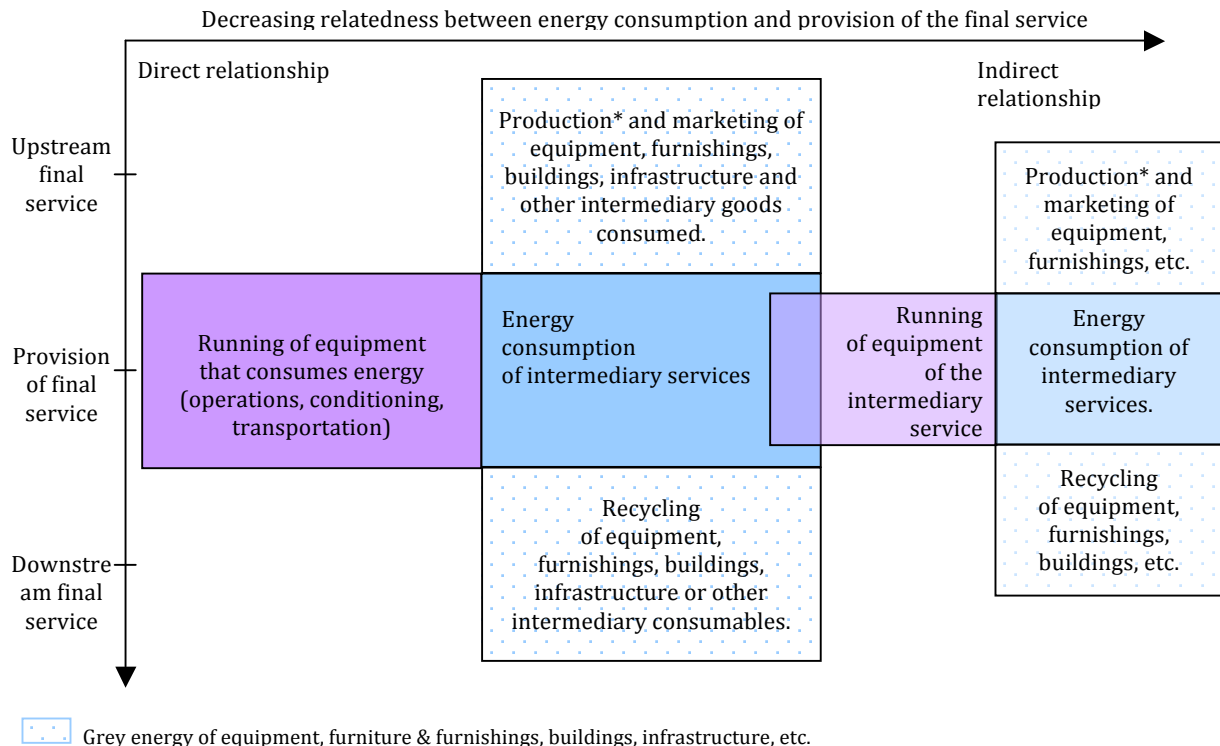 Decreasing relatedness between energy consumption and provision of the final service
Direct relationship
Indirect
relationship
Upstream
final
service
Production* and marketing of
equipment, furnishings,
buildings, infrastructure and
other intermediary goods
consumed.
Production* and
marketing of
equipment,
furnishings, etc.
Provision
of final
service
Running of equipment
that consumes energy
(operations, conditioning,
transportation)
Energy
consumption
of intermediary services
Running
of equipment
of the
intermediary
service
Energy
consumption of
intermediary
services.
Downstre
am final
service
Recycling
of equipment,
furnishings, buildings,
infrastructure or other
intermediary consumables.
Recycling
of equipment,
furnishings,
buildings, etc.
Grey energy of equipment, furniture & furnishings, buildings, infrastructure, etc.